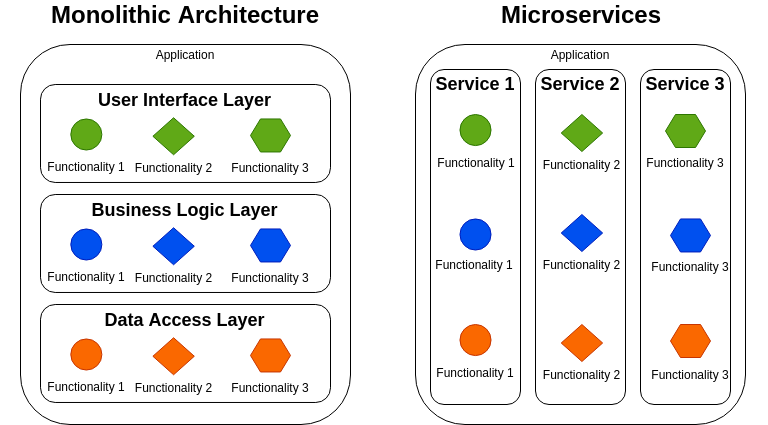 Monolithic Architecture
Application
User Interface Layer
Functionality 1 Functionality 2 Functionality 3
Business Logic Layer
Functionality 1 Functionality 2 Functionality 3
Data Access Layer
Functionality 1 Functionality 2 Functionality 3
Microservices
Application
Service 1 Service 2 Service 3
Functionality 1 Functionality 2 Functionality 3
Functionality 1 Functionality 2 Functionality 3
Functionality 1 Functionality 2 Functionality 3